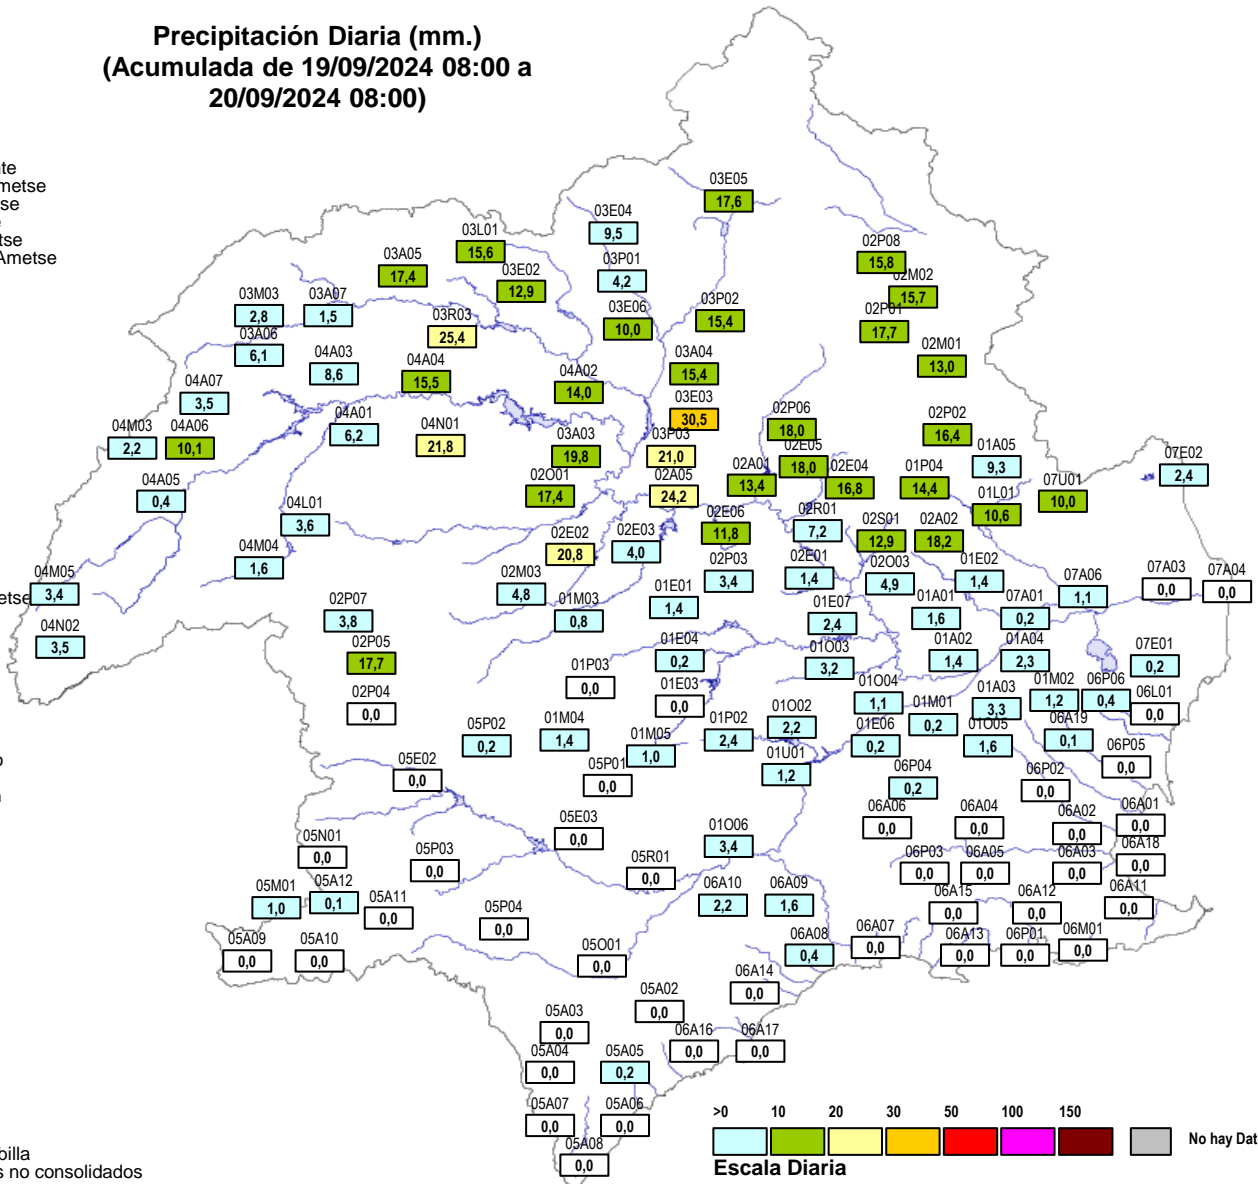 Precipitación Diaria (mm.)
(Acumulada de 19/09/2024 08:00 a
20/09/2024 08:00)
03E05
17,6
03E04
9,5
03L01
15,6
02P08
15,8
03A05
17,4
03P01
4,2
03E02
12,9
02M02
15,7
03M03
2,8
03A07
1,5
03P02
15,4
03E06
10,0
02P01
17,7
03R03
25,4
03A06
6,1
02M01
13,0
04A03
8,6
03A04
15,4
04A04
15,5
04A02
14,0
04A07
3,5
03E03
30,5
04A01
6,2
02P06
18,0
02P02
16,4
04M03
2,2
04A06
10,1
04N01
21,8
03A03
19,8
03P03
21,0
02E05
18,0
01A05
9,3
07E02
2,4
02A01
13,4
02E04
16,8
01P04
14,4
07U01
10,0
04A05
0,4
02O01
17,4
02A05
24,2
01L01
10,6
04L01
3,6
02E06
11,8
02R01
7,2
02S01
12,9
02A02
18,2
02E02
20,8
02E03
4,0
04M04
1,6
02P03
3,4
02E01
1,4
02O03
4,9
01E02
1,4
07A03
0,0
07A04
0,0
04M05
3,4
02M03
4,8
07A06
1,1
01E01
1,4
02P07
3,8
01M03
0,8
01E07
2,4
01A01
1,6
07A01
0,2
04N02
3,5
02P05
17,7
01E04
0,2
01O03
3,2
01A02
1,4
01A04
2,3
07E01
0,2
01P03
0,0
02P04
0,0
01E03
0,0
01O04
1,1
01A03
3,3
01M02
1,2
06P06
0,4
06L01
0,0
01M01
0,2
01O02
2,2
05P02
0,2
01M04
1,4
01P02
2,4
01E06
0,2
01O05
1,6
06A19
0,1
01M05
1,0
06P05
0,0
05E02
0,0
05P01
0,0
01U01
1,2
06P04
0,2
06P02
0,0
06A06
0,0
06A04
0,0
06A02
0,0
06A01
0,0
05E03
0,0
01O06
3,4
05N01
0,0
05P03
0,0
05R01
0,0
06P03
0,0
06A05
0,0
06A03
0,0
06A18
0,0
05M01
1,0
05A12
0,1
05A11
0,0
06A10
2,2
06A09
1,6
06A15
0,0
06A12
0,0
06A11
0,0
05P04
0,0
05A09
0,0
05A10
0,0
05O01
0,0
06A08
0,4
06A07
0,0
06A13
0,0
06P01
0,0
06M01
0,0
06A14
0,0
05A02
0,0
05A03
0,0
06A16
0,0
06A17
0,0
05A04
0,0
05A05
0,2
05A07
0,0
05A06
0,0
05A08
0,0
>0 10 20 30 50 100 150
No hay Dat
Escala Diaria
billa
s no consolidados